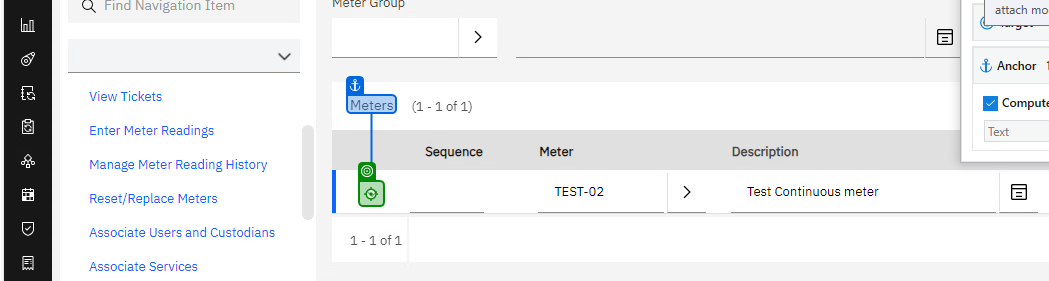 Find Navigation Item
View Tickets
Enter Meter Readings
Manage Meter Reading History
Reset/Replace Meters
Associate Users and Custodians
Associate Services
Meter Group
Meters (1 - 1 of 1)
Sequence Meter Description
TEST-02 Test Continuous meter
1 - 1 of 1
attach mo
Target
Anchor 1
Compute
Text